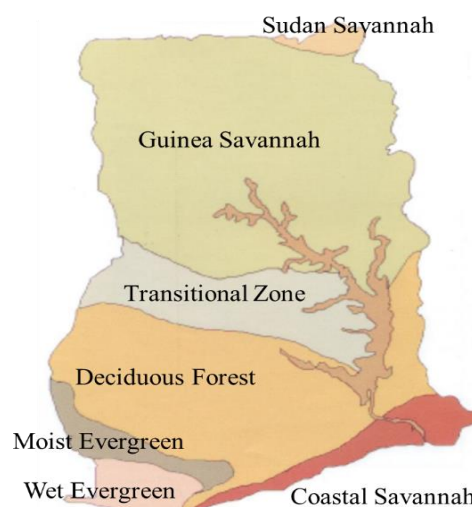 Sudan Savannah
Guinea Savannah
Transitional Zone
Deciduous Forest
Moist Evergreen
Wet Evergreen
Coastal Savannah